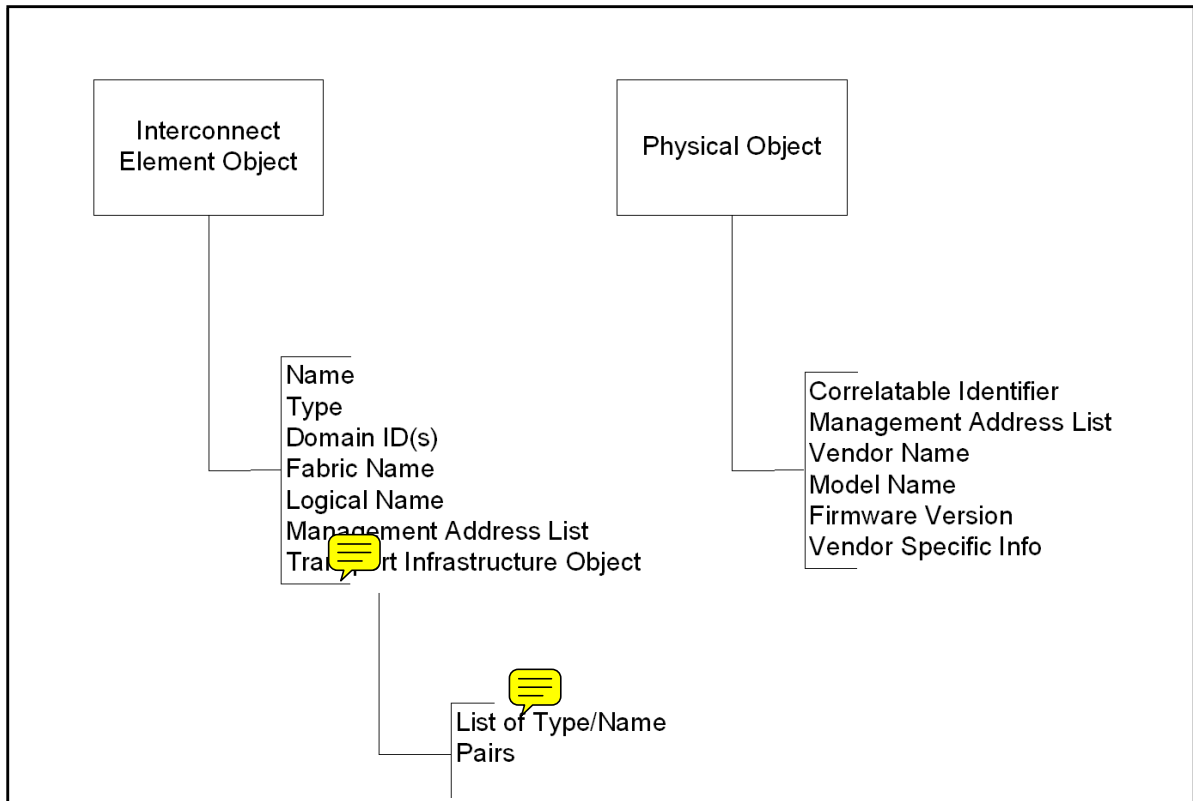 Interconnect
Element Object
Physical Object
Name
Type
Domain ID(s)
Fabric Name
Logical Name
Management Address List
Infrastructure Object
Correlatable Identifier
Management Address List
Vendor Name
Model Name
Firmware Version
Vendor Specific Info
List of Type/Name
Pairs